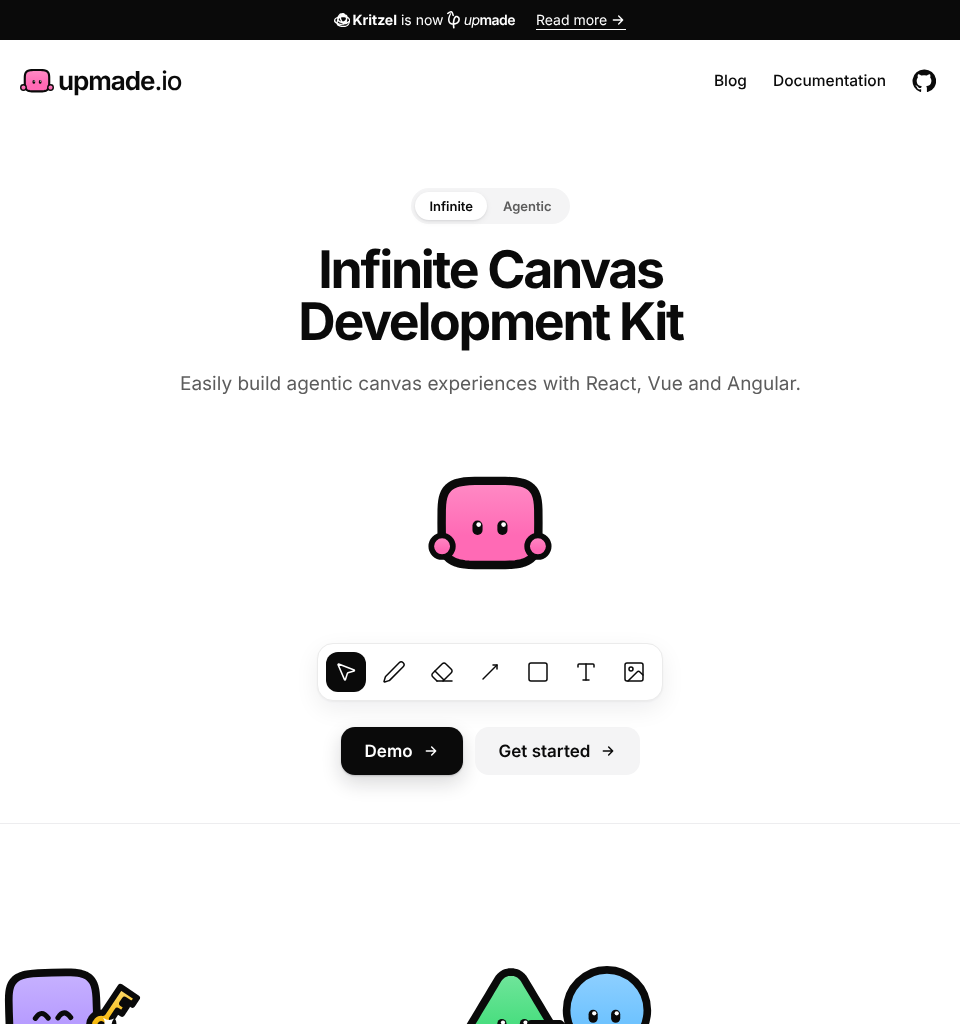 Kritzel is now upmade Read more →
upmade.io
Blog Documentation
Infinite Agentic
Infinite Canvas
Development Kit
Easily build agentic canvas experiences with React, Vue and Angular.
Demo →
Get started →